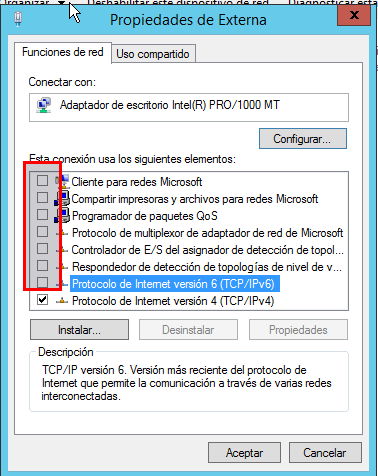 Organizar Deshabilitar este dispositivo de red Diagnosticar esta
Propiedades de Externa
Funciones de red Uso compartido
Conectar con:
Adaptador de escritorio Intel(R) PRO/1000 MT
Configurar...
Esta conexión usa los siguientes elementos:
Cliente para redes Microsoft
Compartir impresoras y archivos para redes Microsoft
Programador de paquetes QoS
Protocolo de multiplexor de adaptador de red de Microsoft
Controlador de E/S del asignador de detección de topol...
Respondedor de detección de topologías de nivel de v...
Protocolo de Internet versión 6 (TCP/IPv6)
Protocolo de Internet versión 4 (TCP/IPv4)
Instalar... Desinstalar Propiedades
Descripción
TCP/IP versión 6. Versión más reciente del protocolo de
Internet que permite la comunicación a través de varias redes
interconectadas.
Aceptar Cancelar